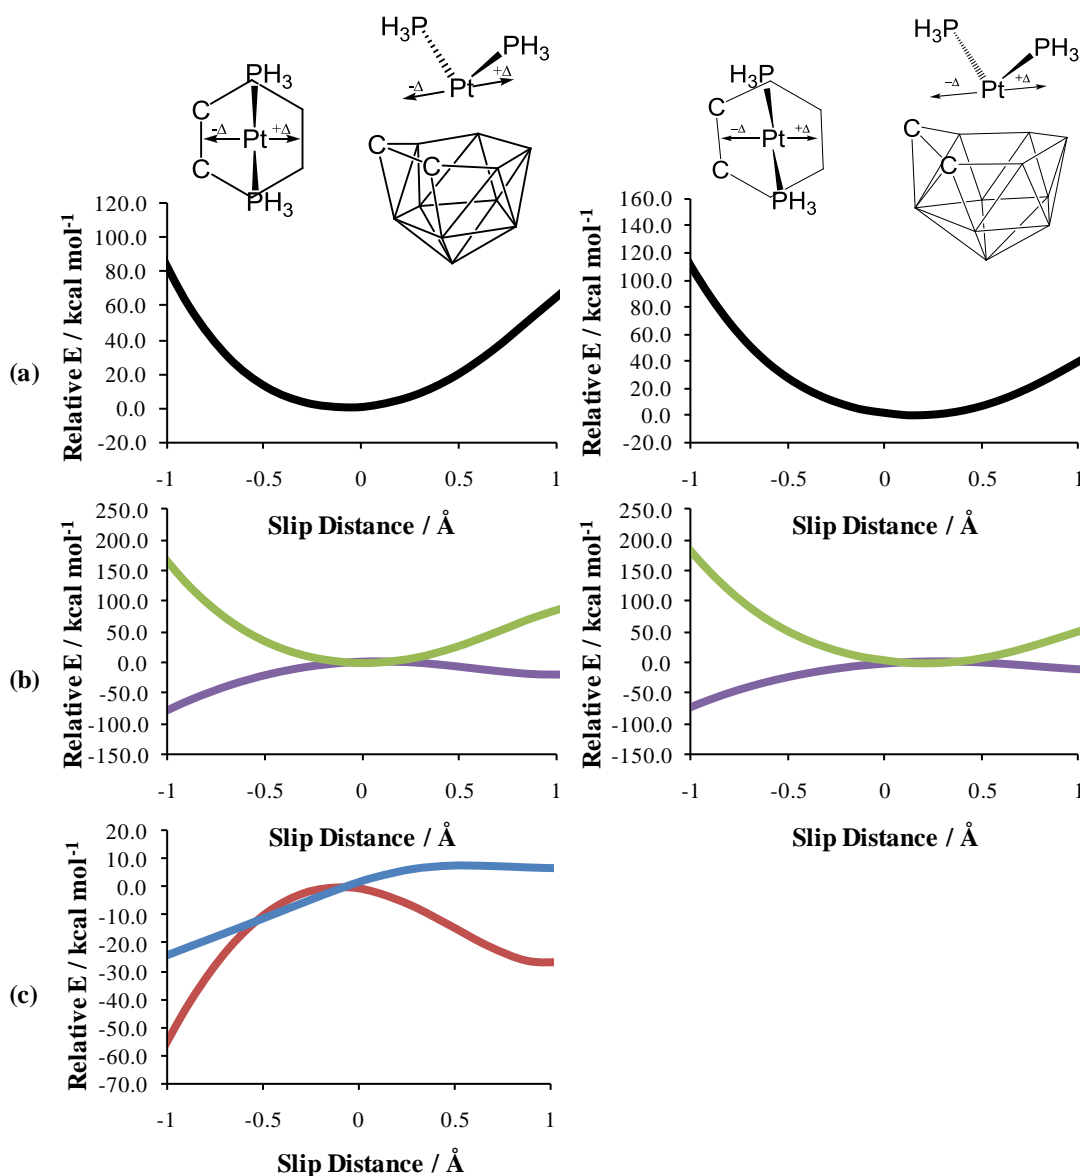 H3P PH3
PH3
C -Δ Pt +Δ
C
PH3
-Δ Pt +Δ
C
C
H3P
C -Δ Pt +Δ
C
PH3
H3P PH3
-Δ Pt +Δ
C
C
(a)
Relative E / kcal mol-1
120.0
100.0
80.0
60.0
40.0
20.0
0.0
-20.0
-1 -0.5 0 0.5 1
Slip Distance / Å
Relative E / kcal mol-1
160.0
140.0
120.0
100.0
80.0
60.0
40.0
20.0
0.0
-20.0
-1 -0.5 0 0.5 1
Slip Distance / Å
(b)
Relative E / kcal mol-1
250.0
200.0
150.0
100.0
50.0
0.0
-50.0
-100.0
-150.0
-1 -0.5 0 0.5 1
Slip Distance / Å
Relative E / kcal mol-1
250.0
200.0
150.0
100.0
50.0
0.0
-50.0
-100.0
-150.0
-1 -0.5 0 0.5 1
Slip Distance / Å
(c)
Relative E / kcal mol-1
20.0
10.0
0.0
-10.0
-20.0
-30.0
-40.0
-50.0
-60.0
-70.0
-1 -0.5 0 0.5 1
Slip Distance / Å